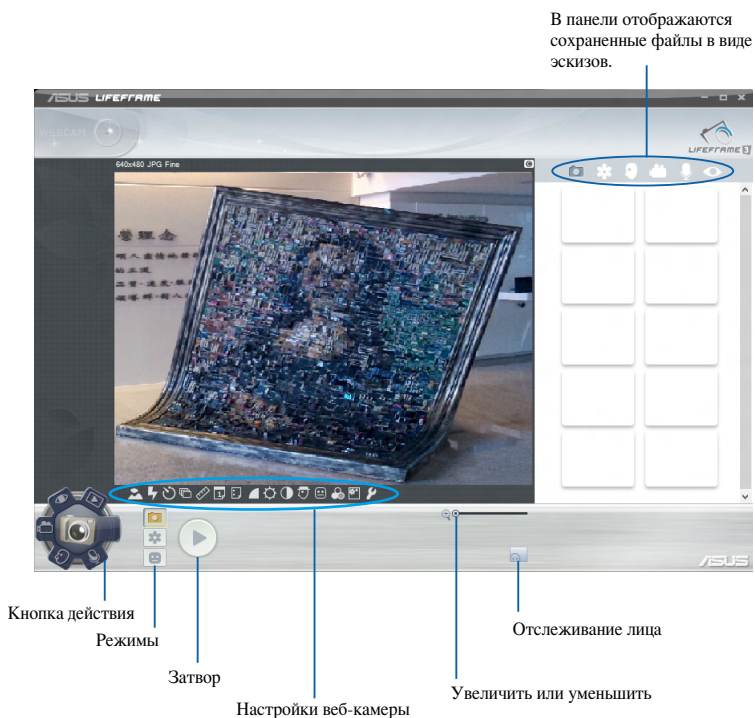 В панели отображаются
сохраненные файлы в виде
эскизов.
ASUS LIFEFRAME
WEBCAM
LIFEFRAME 3
640x480 JPG Fine
ASUS
Кнопка действия
Режимы
Затвор
Настройки веб-камеры
Увеличить или уменьшить
Отслеживание лица